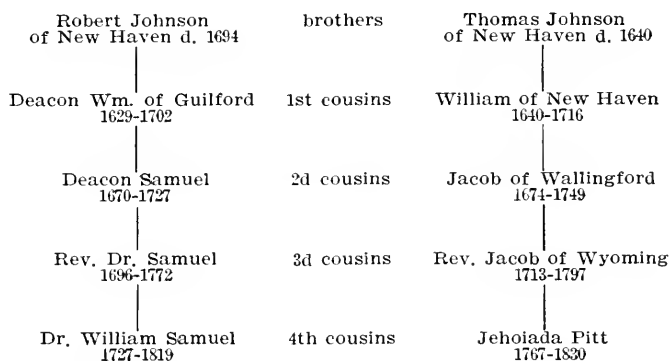 Robert Johnson brothers Thomas Johnson
of New Haven d. 1694 of New Haven d. 1640
Deacon Wm. of Guilford 1st cousins William of New Haven
1629-1702 1640-1716
Deacon Samuel 2d cousins Jacob of Wallingford
1670-1727 1674-1749
Rev. Dr. Samuel 3d cousins Rev. Jacob of Wyoming
1696-1772 1713-1797
Dr. William Samuel 4th cousins Jehoiada Pitt
1727-1819 1767-1830